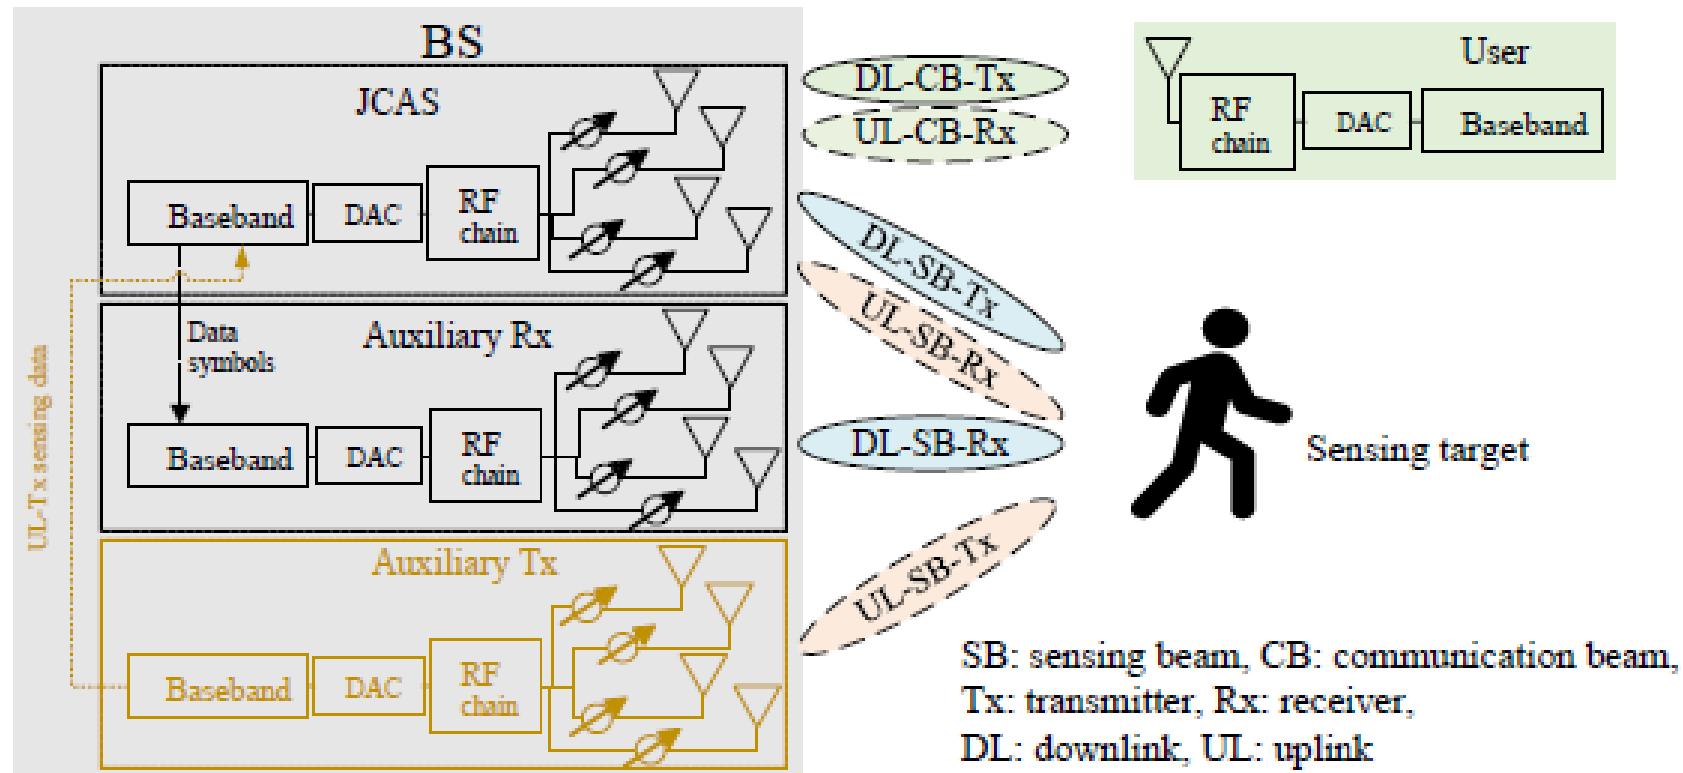 BS
JCAS
Baseband
DAC
RF
chain
Data
symbols
UL-Tx sensing data
Auxiliary Rx
Baseband
DAC
RF
chain
Auxiliary Tx
Baseband
DAC
RF
chain
DL-CB-Tx
UL-CB-Rx
DL-SB-Tx
UL-SB-Rx
DL-SB-Rx
UL-SB-Tx
User
RF
chain
DAC
Baseband
Sensing target
SB: sensing beam, CB: communication beam,
Tx: transmitter, Rx: receiver,
DL: downlink, UL: uplink